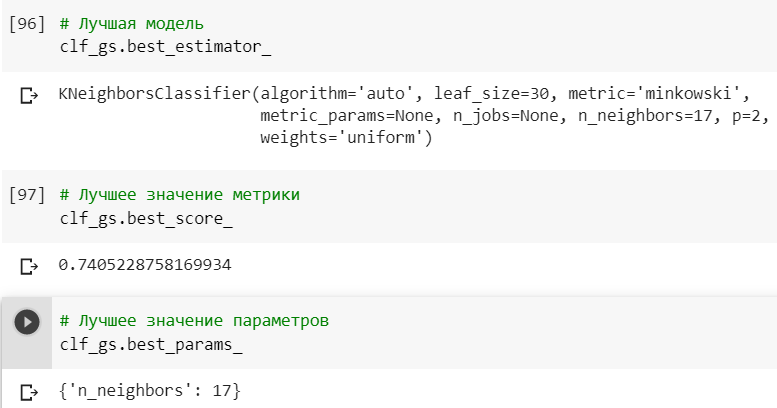 [96] # Лучшая модель
clf_gs.best_estimator_
KNeighborsClassifier(algorithm='auto', leaf_size=30, metric='minkowski',
metric_params=None, n_jobs=None, n_neighbors=17, p=2,
weights='uniform')
[97] # Лучшее значение метрики
clf_gs.best_score_
0.7405228758169934
# Лучшее значение параметров
clf_gs.best_params_
{'n_neighbors': 17}